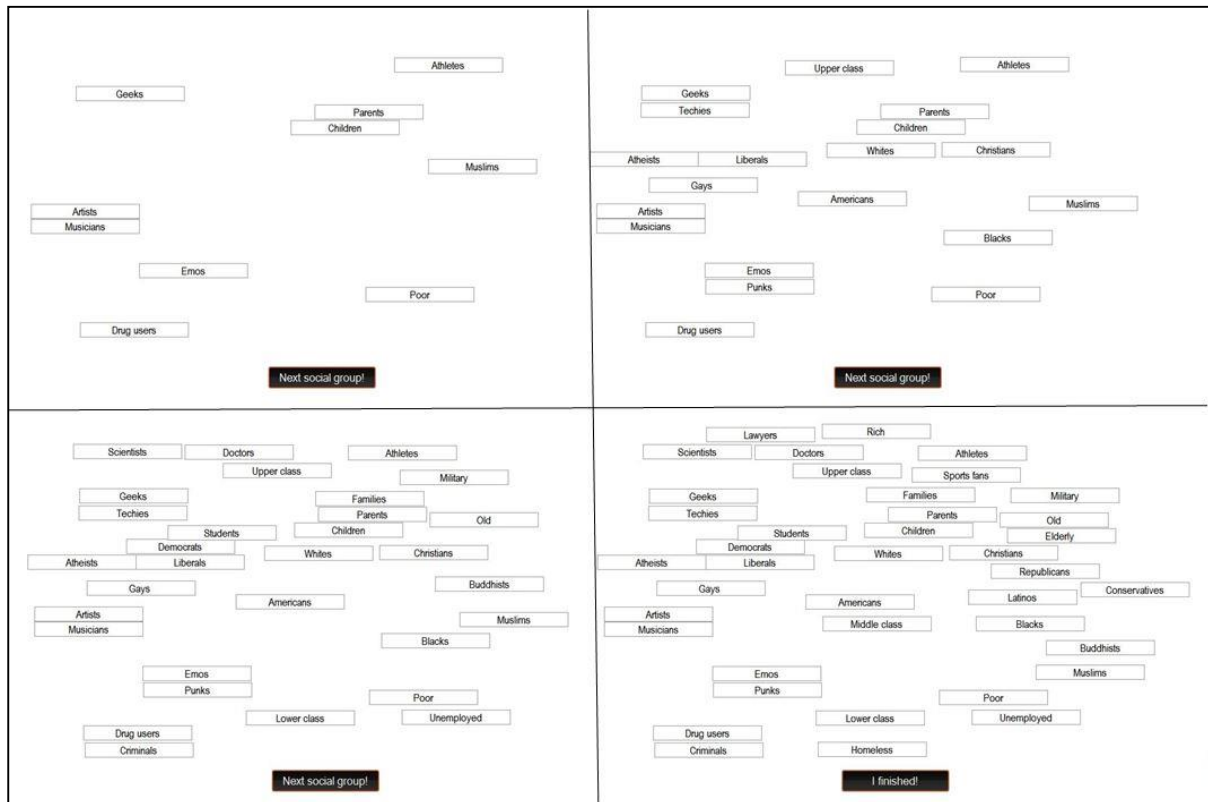 Athletes
Geeks
Parents
Children
Muslims
Artists
Musicians
Emos
Poor
Drug users
Next social group!
Upper class
Athletes
Geeks
Techies
Parents
Children
Whites
Christians
Atheists
Liberals
Gays
Americans
Muslims
Artists
Musicians
Blacks
Emos
Punks
Poor
Drug users
Next social group!
Scientists
Doctors
Athletes
Upper class
Military
Geeks
Families
Techies
Parents
Old
Students
Children
Democrats
Whites
Christians
Atheists
Liberals
Buddhists
Gays
Americans
Artists
Muslims
Musicians
Blacks
Emos
Punks
Poor
Lower class
Unemployed
Drug users
Criminals
Next social group!
Lawyers
Rich
Scientists
Doctors
Athletes
Upper class
Sports fans
Geeks
Families
Military
Techies
Parents
Old
Students
Children
Elderly
Democrats
Whites
Christians
Atheists
Liberals
Republicans
Gays
Conservatives
Americans
Latinos
Artists
Middle class
Blacks
Musicians
Buddhists
Emos
Muslims
Punks
Poor
Lower class
Unemployed
Drug users
Criminals
Homeless
I finished!